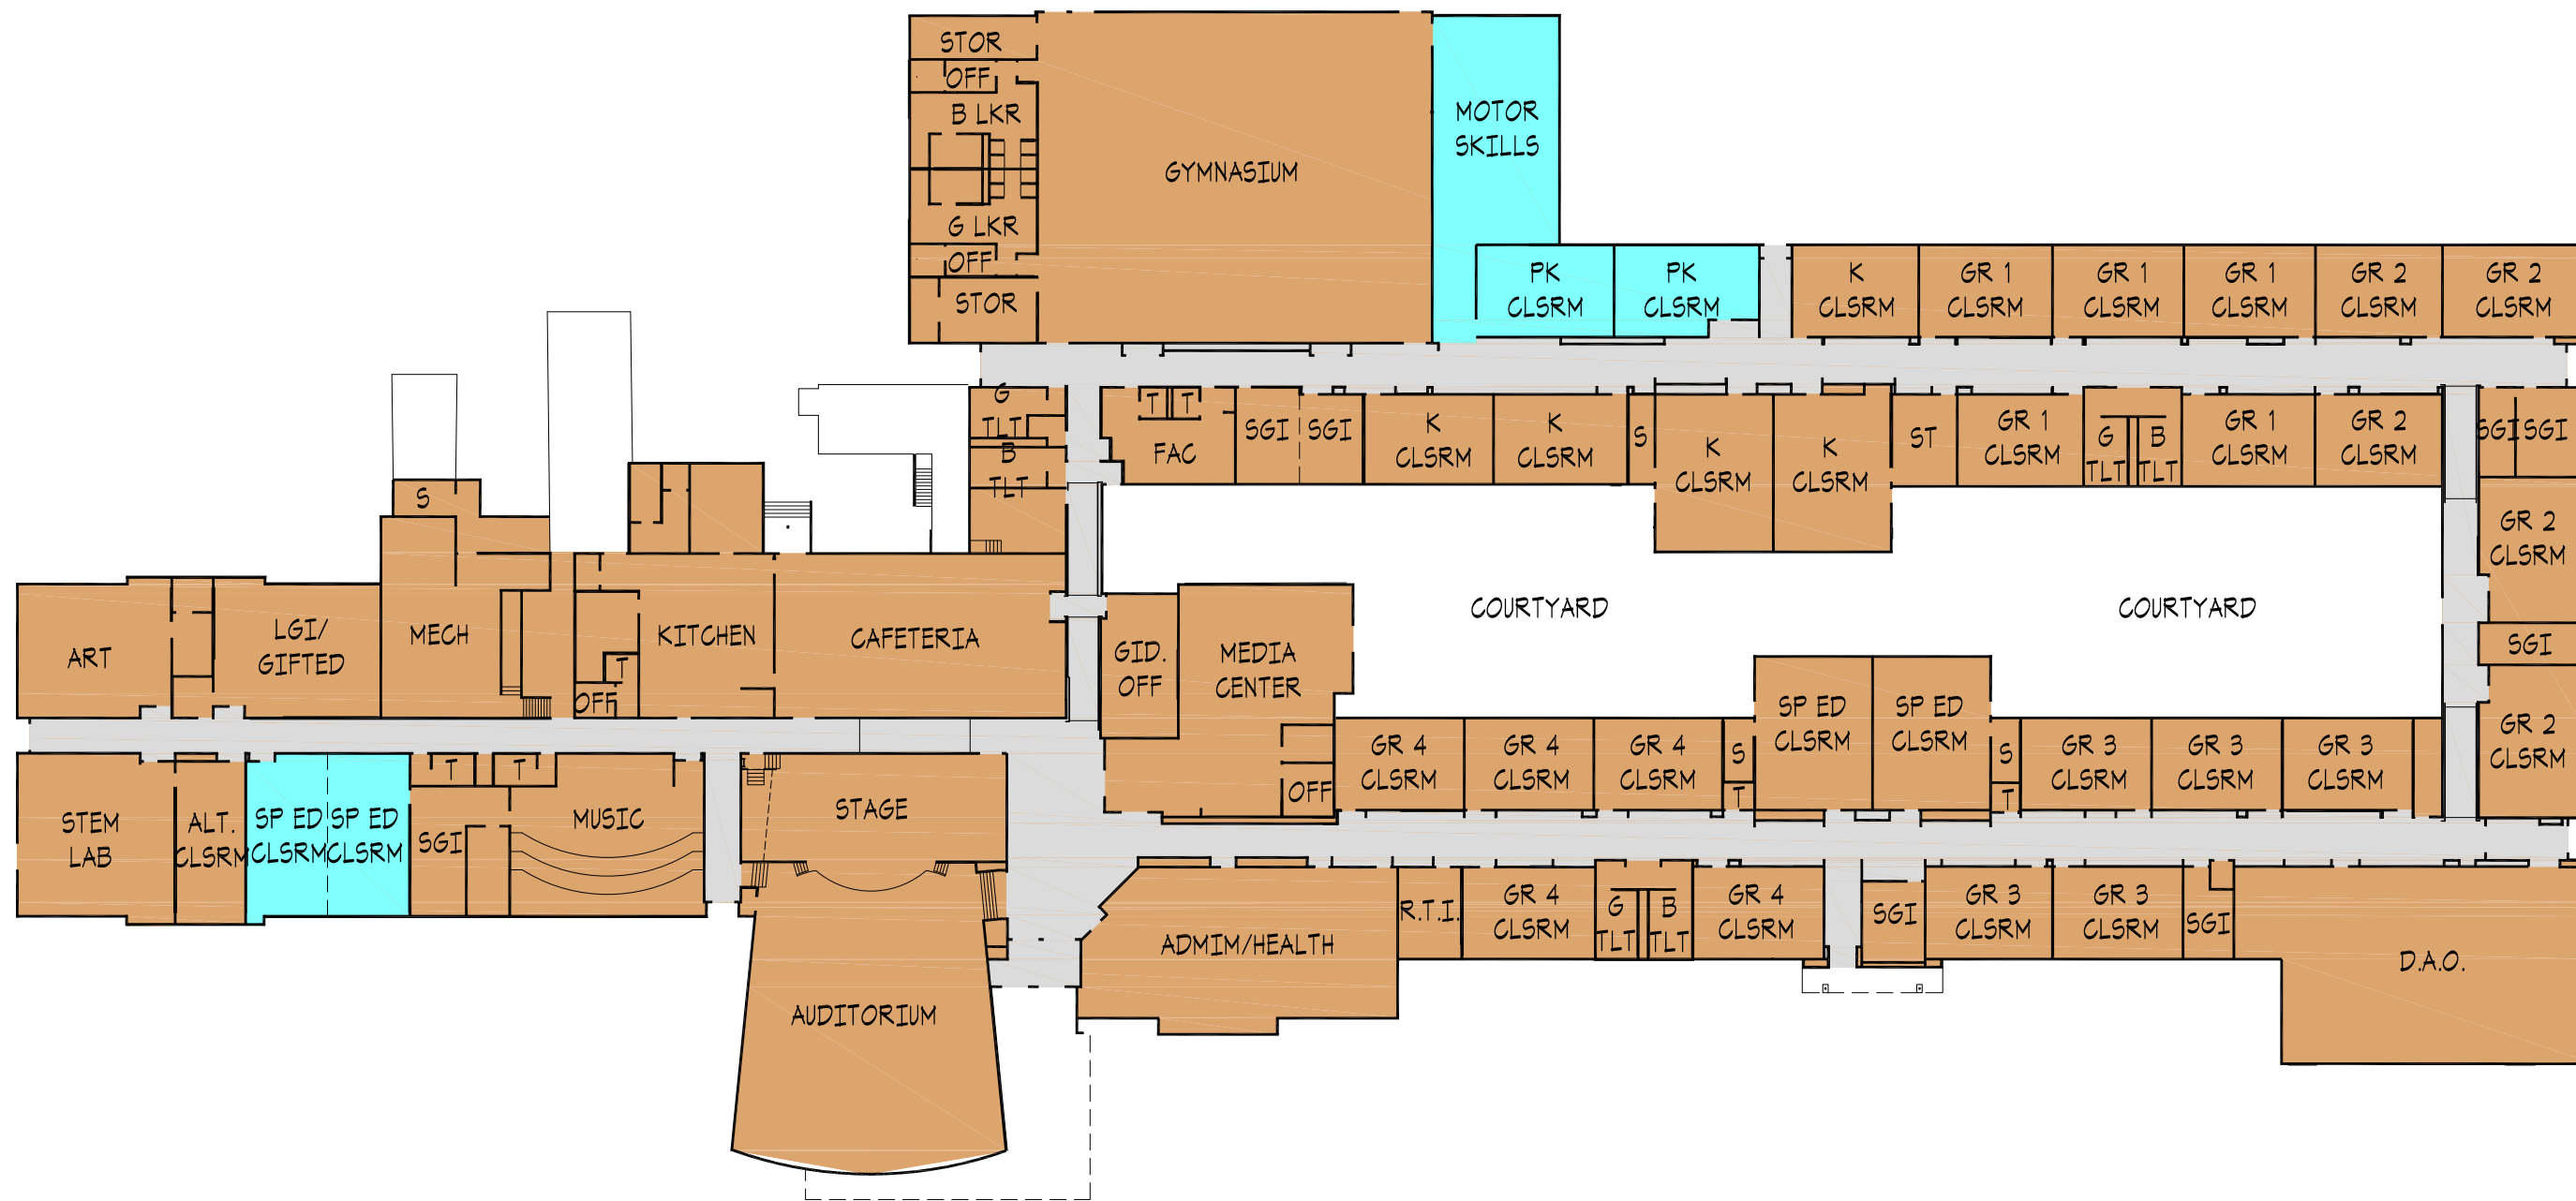 STOR
OFF
B LKR
G LKR
OFF
STOR
GYMNASIUM
MOTOR
SKILLS
PK
CLSRM
PK
CLSRM
K
CLSRM
GR 1
CLSRM
GR 1
CLSRM
GR 1
CLSRM
GR 2
CLSRM
GR 2
CLSRM
G
TLT
B
TLT
T
T
FAC
SGI
SGI
K
CLSRM
K
CLSRM
S
K
CLSRM
K
CLSRM
ST
GR 1
CLSRM
G
TLT
B
TLT
GR 1
CLSRM
GR 2
CLSRM
SGI
SGI
GR 2
CLSRM
SGI
GR 2
CLSRM
COURTYARD
COURTYARD
S
ART
LGI/
GIFTED
MECH
T
OFF
KITCHEN
CAFETERIA
GID.
OFF
MEDIA
CENTER
OFF
GR 4
CLSRM
GR 4
CLSRM
GR 4
CLSRM
S
T
SP ED
CLSRM
SP ED
CLSRM
S
T
GR 3
CLSRM
GR 3
CLSRM
GR 3
CLSRM
STEM
LAB
ALT.
CLSRM
SP ED
CLSRM
SP ED
CLSRM
T
T
SGI
MUSIC
STAGE
AUDITORIUM
ADMIM/HEALTH
R.T.I.
GR 4
CLSRM
G
TLT
B
TLT
GR 4
CLSRM
SGI
GR 3
CLSRM
GR 3
CLSRM
SGI
D.A.O.